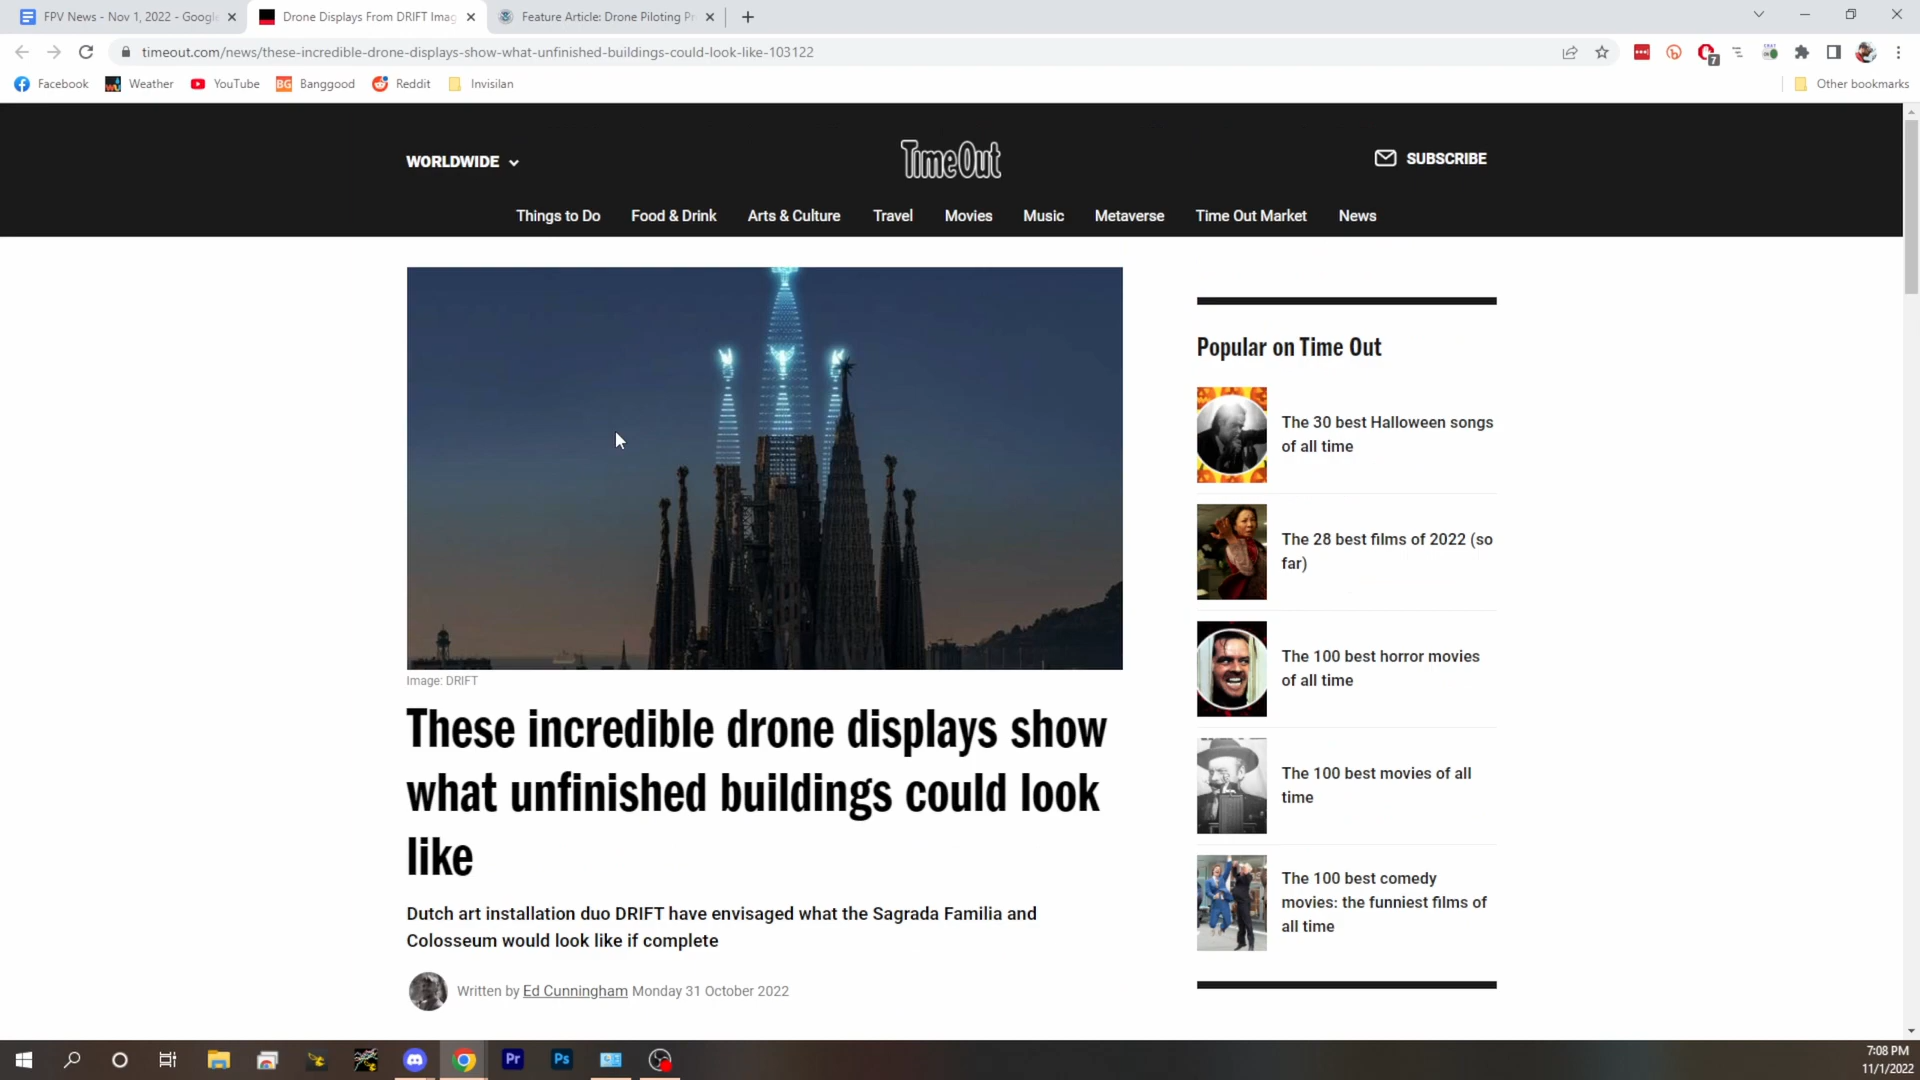 FPV News - Nov 1, 2022 - Google
Drone Displays From DRIFT Imag
Feature Article: Drone Piloting Pr
timeout.com/news/these-incredible-drone-displays-show-what-unfinished-buildings-could-look-like-103122
7
Facebook
Weather
YouTube
BG Banggood
Reddit
Invisilan
Other bookmarks
WORLDWIDE
TimeOut
SUBSCRIBE
Things to Do
Food & Drink
Arts & Culture
Travel
Movies
Music
Metaverse
Time Out Market
News
Image: DRIFT
These incredible drone displays show
what unfinished buildings could look
like
Dutch art installation duo DRIFT have envisaged what the Sagrada Familia and
Colosseum would look like if complete
Written by Ed Cunningham Monday 31 October 2022
Popular on Time Out
The 30 best Halloween songs
of all time
The 28 best films of 2022 (so
far)
The 100 best horror movies
of all time
The 100 best movies of all
time
The 100 best comedy
movies: the funniest films of
all time
Pr
Ps
7:08 PM
11/1/2022